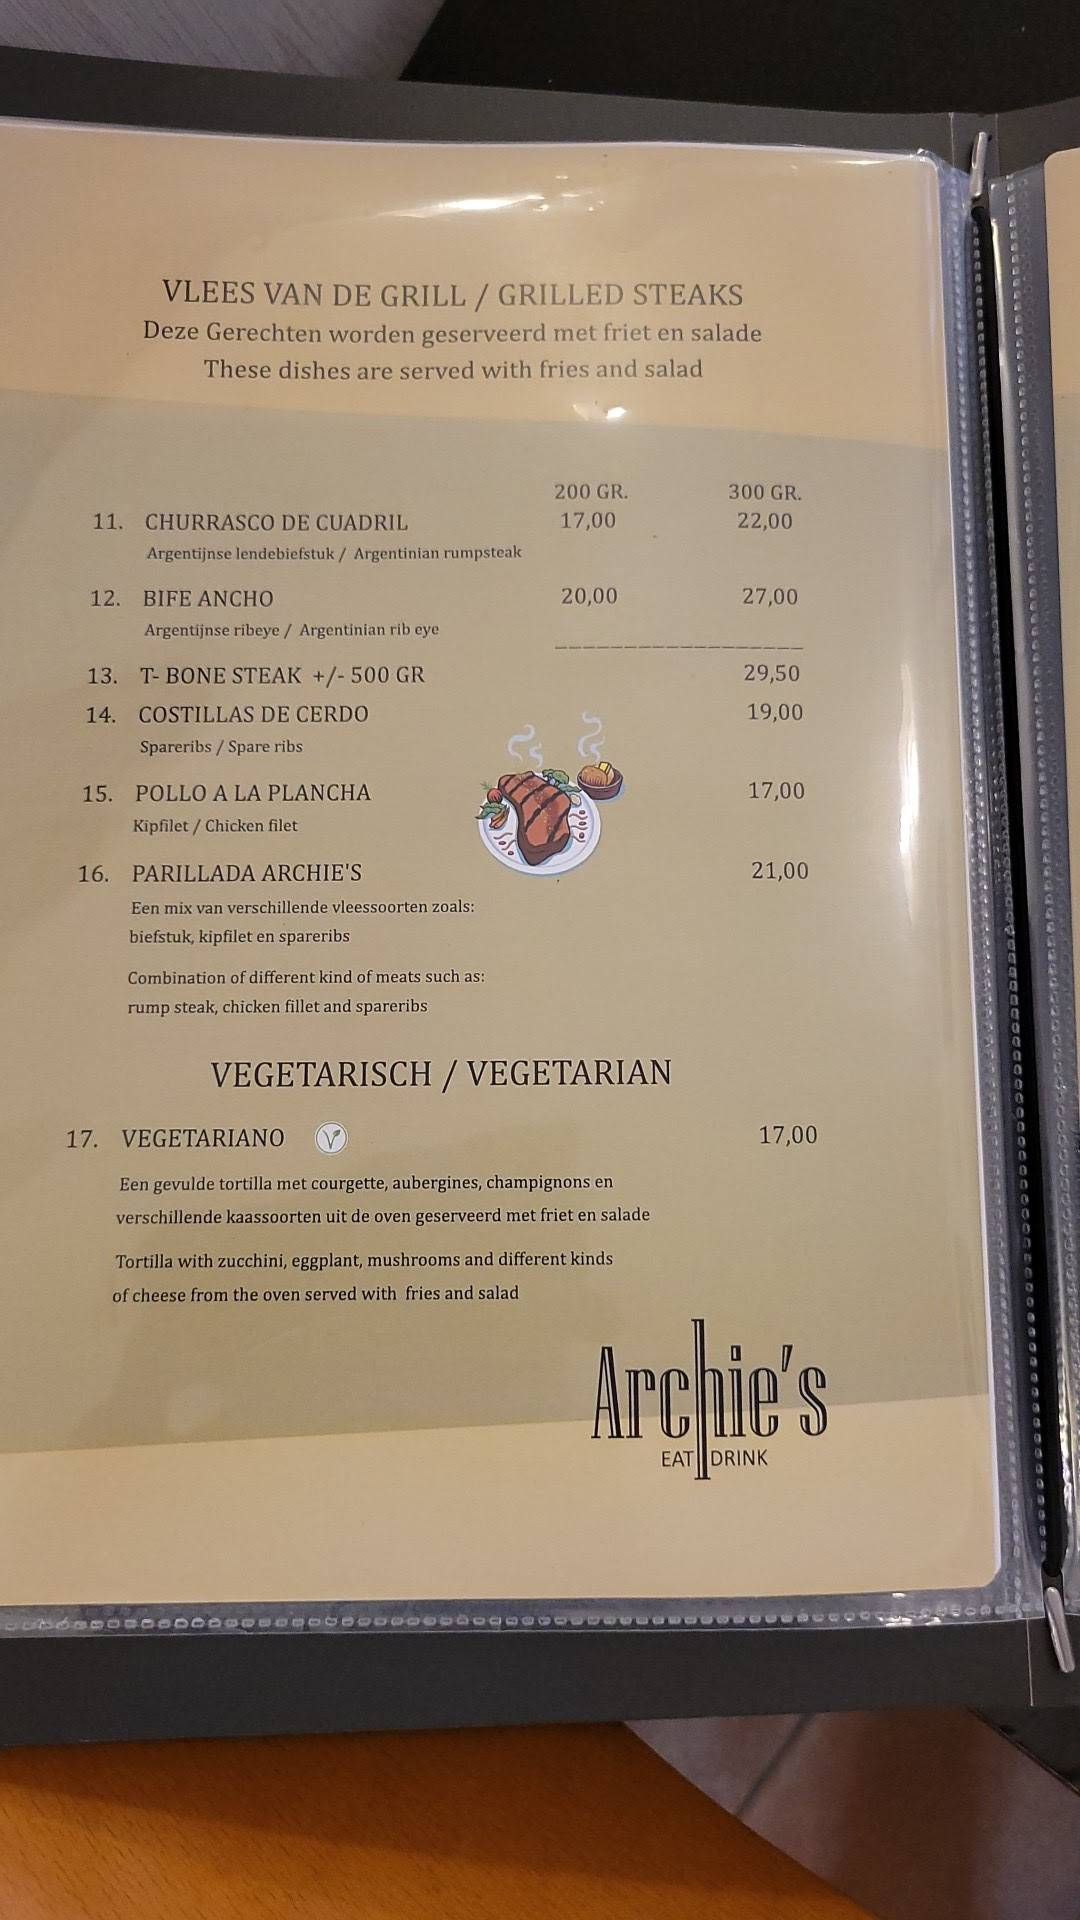 VLEES VAN DE GRILL / GRILLED STEAKS
Deze Gerechten worden geserveerd met friet en salade
These dishes are served with fries and salad
200 GR. 300 GR.
11. CHURRASCO DE CUADRIL 17,00 22,00
Argentijnse lendebiefstuk / Argentinian rumpsteak
12. BIFE ANCHO 20,00 27,00
Argentijnse ribeye / Argentinian rib eye
13. T- BONE STEAK +/- 500 GR 29,50
14. COSTILLAS DE CERDO 19,00
Spareribs / Spare ribs
15. POLLO A LA PLANCHA 17,00
Kipfilet / Chicken filet
16. PARILLADA ARCHIE'S 21,00
Een mix van verschillende vleessoorten zoals:
biefstuk, kipfilet en spareribs
Combination of different kind of meats such as:
rump steak, chicken fillet and spareribs
VEGETARISCH / VEGETARIAN
17. VEGETARIANO V 17,00
Een gevulde tortilla met courgette, aubergines, champignons en
verschillende kaassoorten uit de oven geserveerd met friet en salade
Tortilla with zucchini, eggplant, mushrooms and different kinds
of cheese from the oven served with fries and salad
Archie's
EAT DRINK